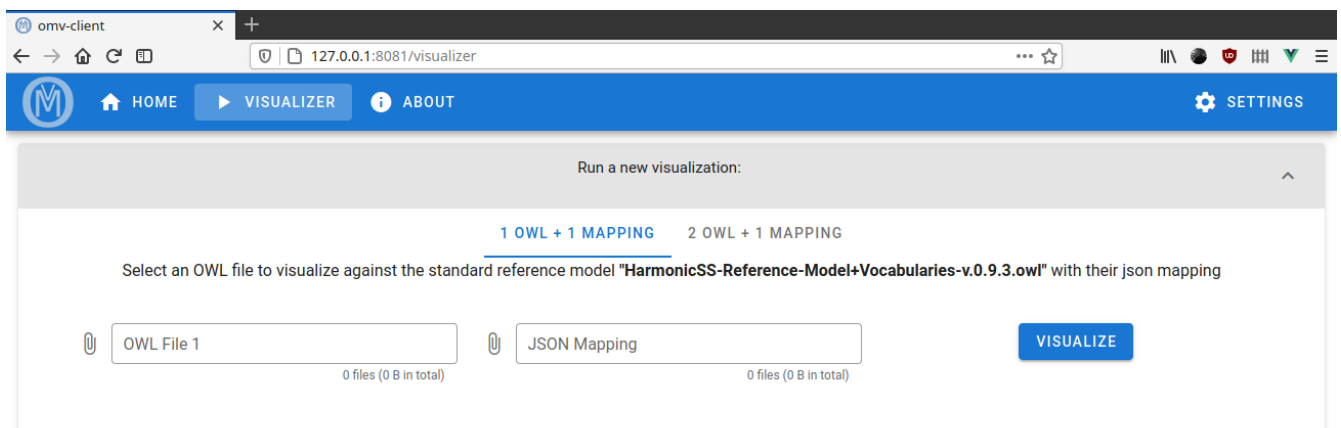 omv-client
127.0.0.1:8081/visualizer
HOME VISUALIZER ABOUT SETTINGS
Run a new visualization:
1 OWL + 1 MAPPING 2 OWL + 1 MAPPING
Select an OWL file to visualize against the standard reference model "HarmonicSS-Reference-Model+Vocabularies-v.0.9.3.owl" with their json mapping
OWL File 1 JSON Mapping VISUALIZE
0 files (0 B in total) 0 files (0 B in total)